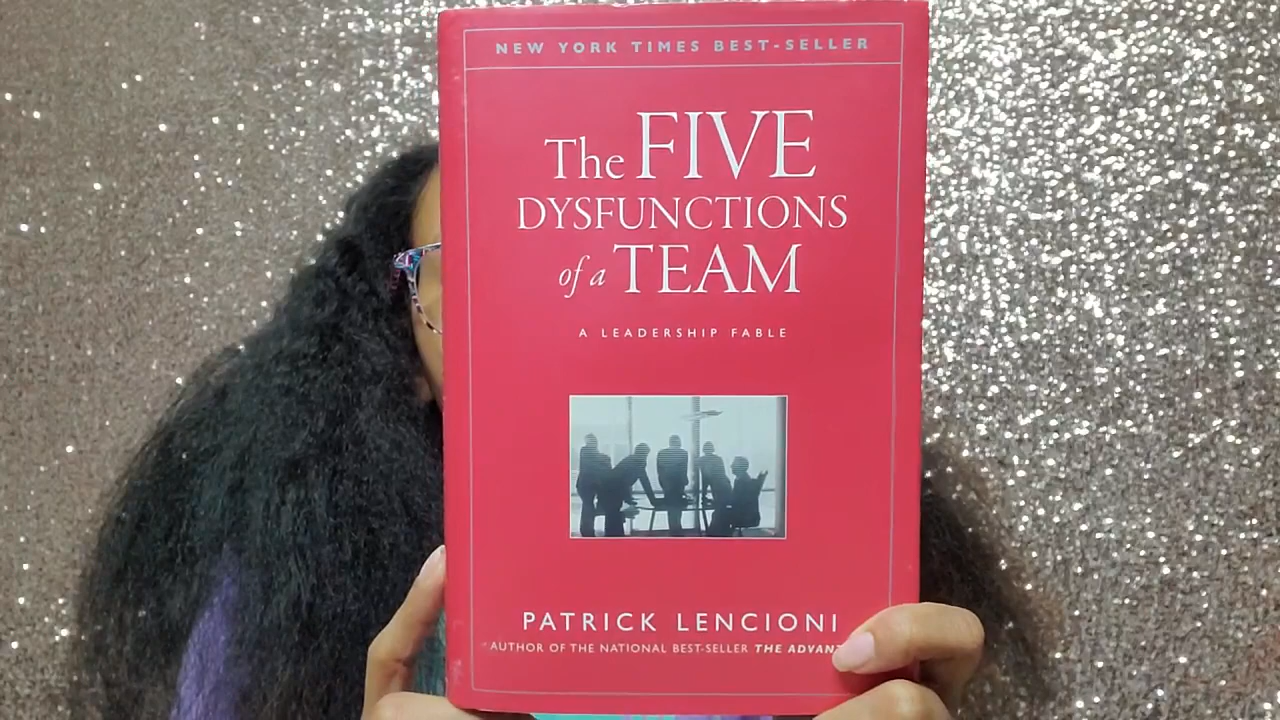 NEW YORK TIMES BEST-SELLER
The FIVE
DYSFUNCTIONS
of a TEAM
A LEADERSHIP FABLE
PATRICK LENCIONI
AUTHOR OF THE NATIONAL BEST-SELLER THE